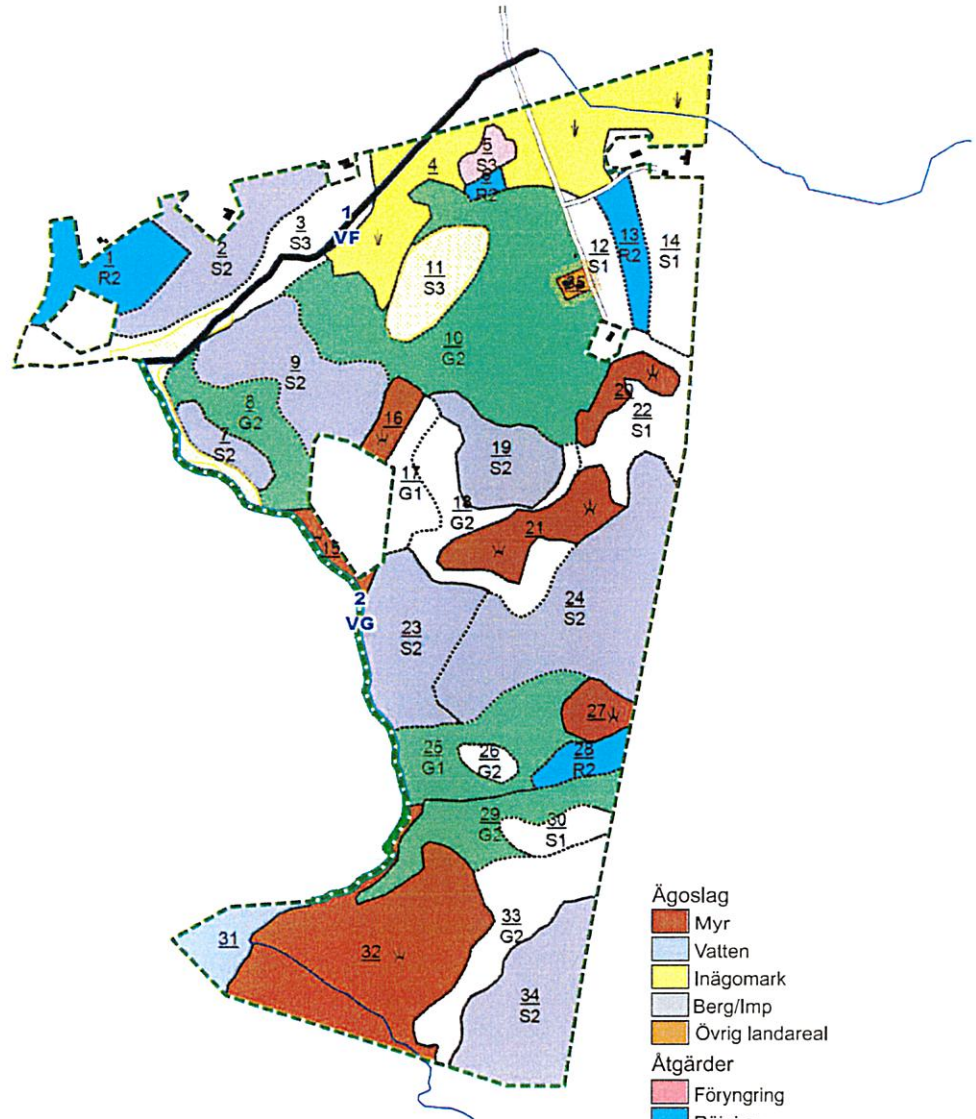 5
S3
4
6
R2
1
VF
3
S3
2
S2
1
R2
12
S1
13
R2
14
S1
11
S3
10
G2
9
S2
8
G2
7
S2
16
20
22
S1
19
S2
17
G1
18
G2
21
15
2
VG
23
S2
24
S2
27
25
G1
26
G2
28
R2
29
G2
30
S1
31
32
33
G2
34
S2
Ägoslag
Myr
Vatten
Inägomark
Berg/Imp
Övrig landareal
Åtgärder
Föryngring